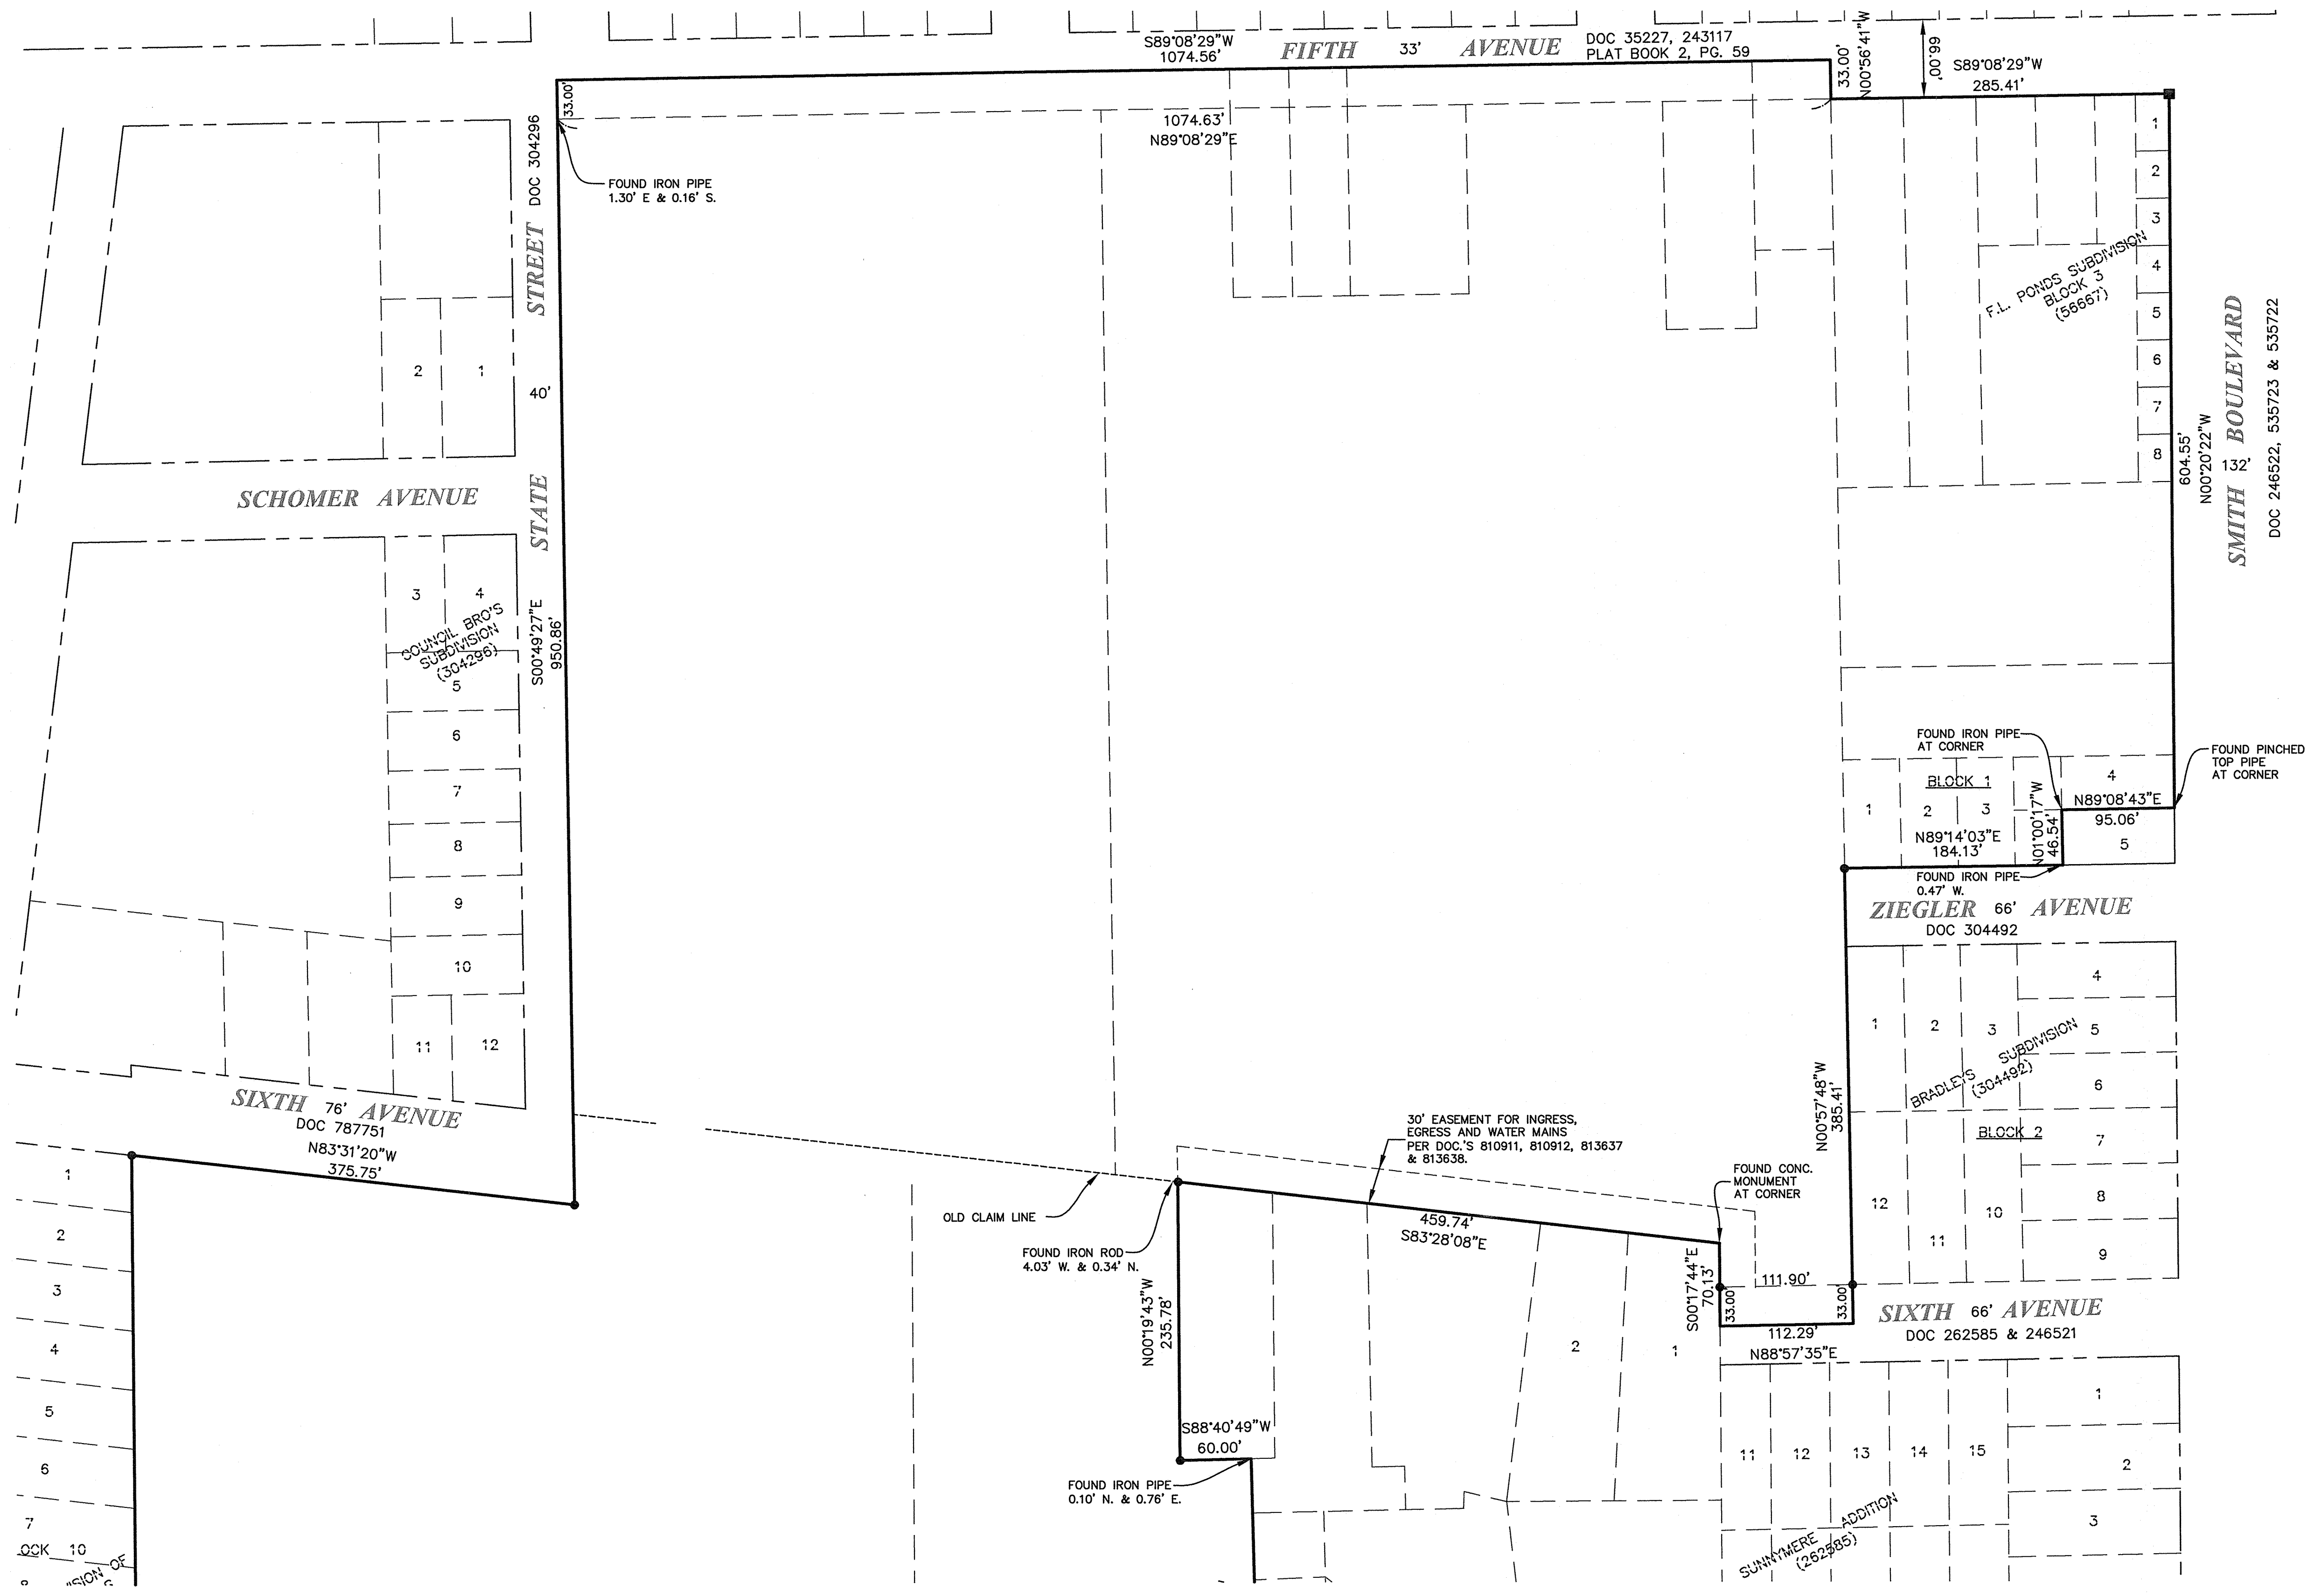 S89°08'29"W
1074.56'
FIFTH 33' AVENUE
DOC 35227, 243117
PLAT BOOK 2, PG. 59
33.00'
N00°56'41"W
66.00'
S89°08'29"W
285.41'
33.00'
1074.63'
N89°08'29"E
FOUND IRON PIPE
1.30' E & 0.16' S.
STATE 40' STREET DOC 304296
S00°49'27"E
950.86'
2
1
SCHOMER AVENUE
3
4
COUNCIL BRO'S
SUBDIVISION
(304296)
5
6
7
8
9
10
11
12
SIXTH 76' AVENUE
DOC 787751
N83°31'20"W
375.75'
1
2
3
4
5
6
7
OCK 10
1
2
3
4
5
6
7
8
F.L. PONDS SUBDIVISION
BLOCK 3
(56667)
604.55'
N00°20'22"W
SMITH 132' BOULEVARD
DOC 246522, 535723 & 535722
FOUND IRON PIPE
AT CORNER
FOUND PINCHED
TOP PIPE
AT CORNER
BLOCK 1
1
2
3
4
5
N89°08'43"E
95.06'
N01°00'17"W
46.54'
N89°14'03"E
184.13'
FOUND IRON PIPE
0.47' W.
ZIEGLER 66' AVENUE
DOC 304492
1
2
3
4
5
6
7
8
9
10
11
12
BRADLEYS SUBDIVISION
(304492)
BLOCK 2
N00°57'48"W
385.41'
30' EASEMENT FOR INGRESS,
EGRESS AND WATER MAINS
PER DOC.'S 810911, 810912, 813637
& 813638.
FOUND CONC.
MONUMENT
AT CORNER
OLD CLAIM LINE
FOUND IRON ROD
4.03' W. & 0.34' N.
459.74'
S83°28'08"E
S00°17'44"E
70.13'
111.90'
33.00'
33.00'
112.29'
N88°57'35"E
SIXTH 66' AVENUE
DOC 262585 & 246521
N00°19'43"W
235.78'
S88°40'49"W
60.00'
FOUND IRON PIPE
0.10' N. & 0.76' E.
2
1
11
12
13
14
15
1
2
3
SUNNYMERE ADDITION
(262585)